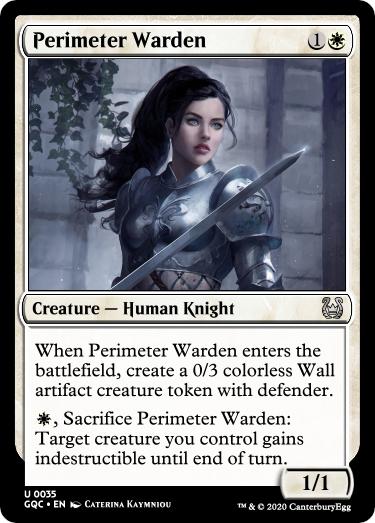 Perimeter Warden 1
Creature — Human Knight
When Perimeter Warden enters the
battlefield, create a 0/3 colorless Wall
artifact creature token with defender.
, Sacrifice Perimeter Warden:
Target creature you control gains
indestructible until end of turn.
1/1
U 0035
GQC • EN Caterina Kaymniou
™ & © 2020 CanterburyEgg